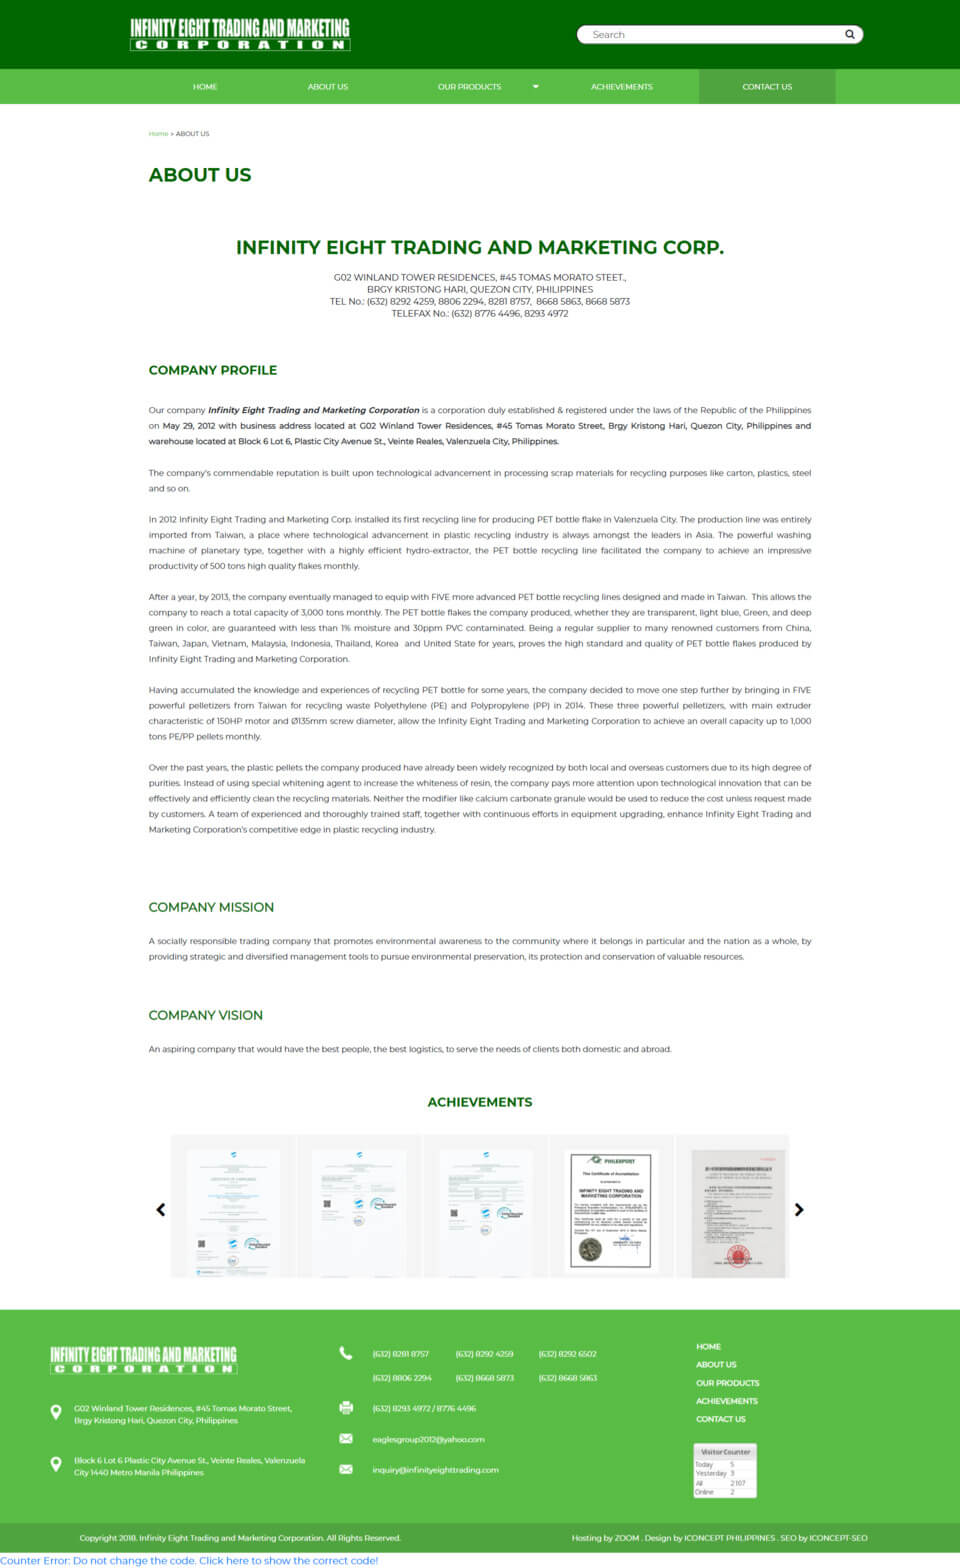 INFINITY EIGHT TRADING AND MARKETING
CORPORATION
Search
HOME
ABOUT US
OUR PRODUCTS
ACHIEVEMENTS
CONTACT US
Home > ABOUT US
ABOUT US
INFINITY EIGHT TRADING AND MARKETING CORP.
G02 WINLAND TOWER RESIDENCES, #45 TOMAS MORATO STEET.,
BRGY KRISTONG HARI, QUEZON CITY, PHILIPPINES
TEL No.: (632) 8292 4259, 8806 2294, 8281 8757, 8668 5863, 8668 5873
TELEFAX No.: (632) 8776 4496, 8293 4972
COMPANY PROFILE
Our company Infinity Eight Trading and Marketing Corporation is a corporation duly established & registered under the laws of the Republic of the Philippines
on May 29, 2012 with business address located at G02 Winland Tower Residences, #45 Tomas Morato Street, Brgy Kristong Hari, Quezon City, Philippines and
warehouse located at Block 6 Lot 6, Plastic City Avenue St., Veinte Reales, Valenzuela City, Philippines.
The company's commendable reputation is built upon technological advancement in processing scrap materials for recycling purposes like carton, plastics, steel
and so on.
In 2012 Infinity Eight Trading and Marketing Corp. installed its first recycling line for producing PET bottle flake in Valenzuela City. The production line was entirely
imported from Taiwan, a place where technological advancement in plastic recycling industry is always amongst the leaders in Asia. The powerful washing
machine of planetary type, together with a highly efficient hydro-extractor, the PET bottle recycling line facilitated the company to achieve an impressive
productivity of 500 tons high quality flakes monthly.
After a year, by 2013, the company eventually managed to equip with FIVE more advanced PET bottle recycling lines designed and made in Taiwan. This allows the
company to reach a total capacity of 3,000 tons monthly. The PET bottle flakes the company produced, whether they are transparent, light blue, Green, and deep
green in color, are guaranteed with less than 1% moisture and 30ppm PVC contaminated. Being a regular supplier to many renowned customers from China,
Taiwan, Japan, Vietnam, Malaysia, Indonesia, Thailand, Korea and United State for years, proves the high standard and quality of PET bottle flakes produced by
Infinity Eight Trading and Marketing Corporation.
Having accumulated the knowledge and experiences of recycling PET bottle for some years, the company decided to move one step further by bringing in FIVE
powerful pelletizers from Taiwan for recycling waste Polyethylene (PE) and Polypropylene (PP) in 2014. These three powerful pelletizers, with main extruder
characteristic of 150HP motor and Ø135mm screw diameter, allow the Infinity Eight Trading and Marketing Corporation to achieve an overall capacity up to 1,000
tons PE/PP pellets monthly.
Over the past years, the plastic pellets the company produced have already been widely recognized by both local and overseas customers due to its high degree of
purities. Instead of using special whitening agent to increase the whiteness of resin, the company pays more attention upon technological innovation that can be
effectively and efficiently clean the recycling materials. Neither the modifier like calcium carbonate granule would be used to reduce the cost unless request made
by customers. A team of experienced and thoroughly trained staff, together with continuous efforts in equipment upgrading, enhance Infinity Eight Trading and
Marketing Corporation's competitive edge in plastic recycling industry.
COMPANY MISSION
A socially responsible trading company that promotes environmental awareness to the community where it belongs in particular and the nation as a whole, by
providing strategic and diversified management tools to pursue environmental preservation, its protection and conservation of valuable resources.
COMPANY VISION
An aspiring company that would have the best people, the best logistics, to serve the needs of clients both domestic and abroad.
ACHIEVEMENTS
PHILEXPORT
This Certificate of Accreditation
INFINITY EIGHT TRADING AND
MARKETING CORPORATION
INFINITY EIGHT TRADING AND MARKETING
CORPORATION
G02 Winland Tower Residences, #45 Tomas Morato Street,
Brgy Kristong Hari, Quezon City, Philippines
Block 6 Lot 6 Plastic City Avenue St., Veinte Reales, Valenzuela
City 1440 Metro Manila Philippines
(632) 8281 8757
(632) 8292 4259
(632) 8292 6502
(632) 8806 2294
(632) 8668 5873
(632) 8668 5863
(632) 8293 4972 / 8776 4496
eaglesgroup2012@yahoo.com
inquiry@infinityeighttrading.com
HOME
ABOUT US
OUR PRODUCTS
ACHIEVEMENTS
CONTACT US
Visitor Counter
Today 5
Yesterday 3
All 2107
Online 2
Copyright 2018. Infinity Eight Trading and Marketing Corporation. All Rights Reserved.
Hosting by ZOOM . Design by ICONCEPT PHILIPPINES . SEO by ICONCEPT-SEO
Counter Error: Do not change the code. Click here to show the correct code!